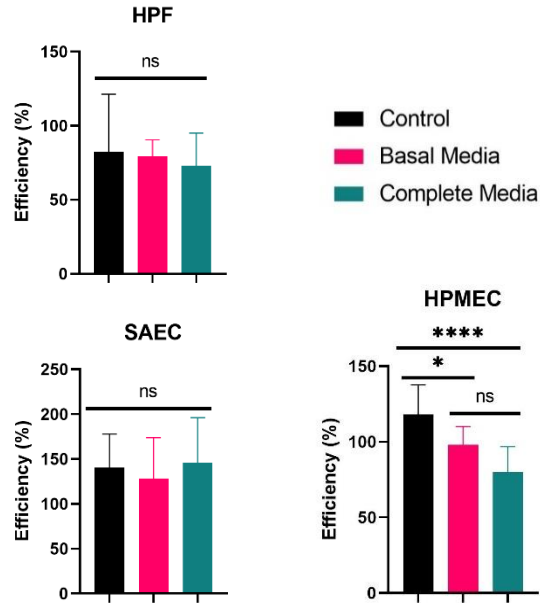 HPF
ns
150
100
50
0
Efficiency (%)
Control
Basal Media
Complete Media
SAEC
ns
250
200
150
100
50
0
Efficiency (%)
HPMEC
****
*
ns
150
100
50
0
Efficiency (%)